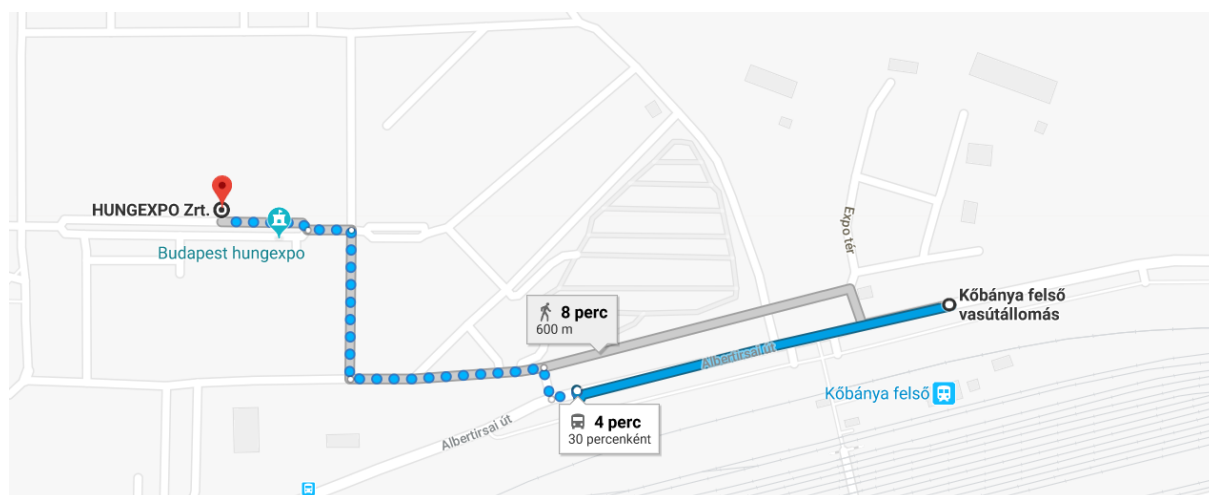 HUNGEXPO Zrt.
Budapest hungexpo
Expo tér
Kőbánya felső
vasútállomás
8 perc
600 m
Albertirsai út
Kőbánya felső
4 perc
30 percenként
Albertirsai út